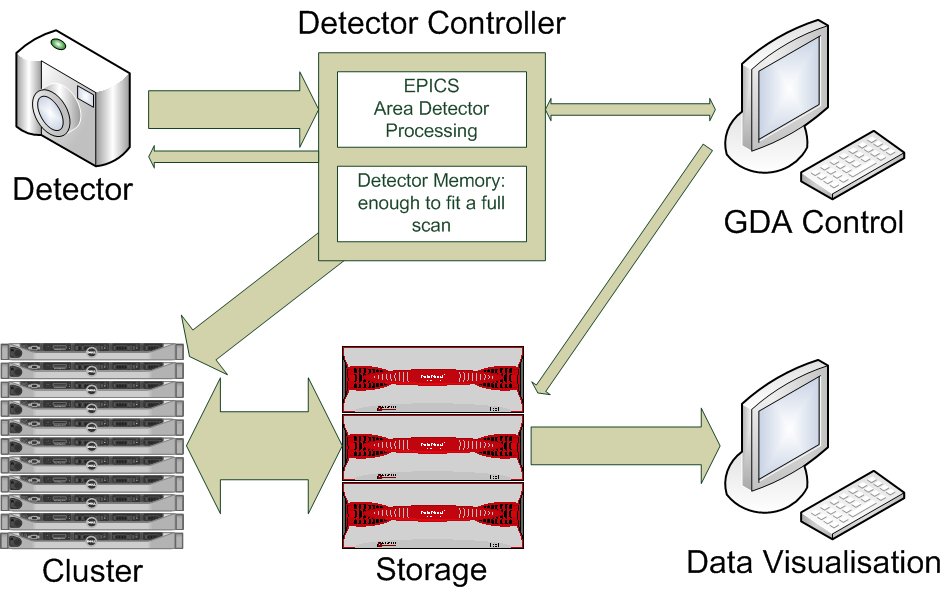 Detector Controller
EPICS
Area Detector
Processing
Detector Memory:
enough to fit a full
scan
Detector
GDA Control
Cluster
Storage
Data Visualisation